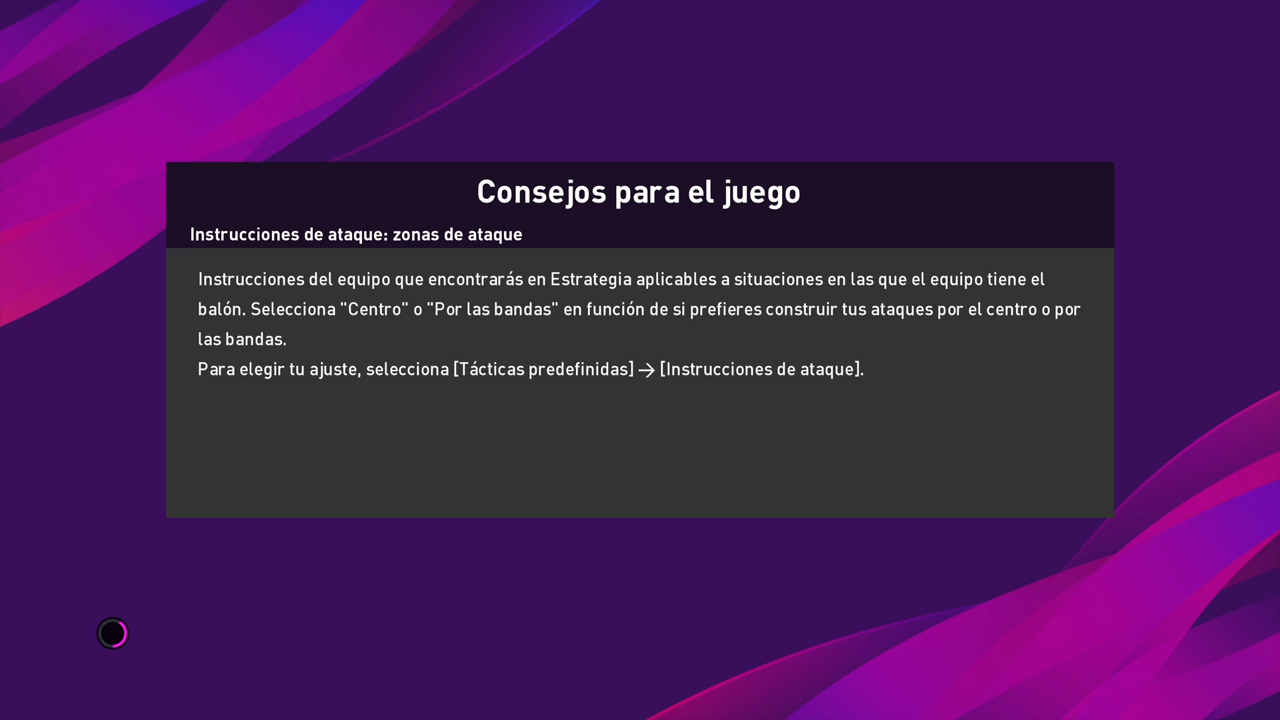 Consejos para el juego
Instrucciones de ataque: zonas de ataque
Instrucciones del equipo que encontrarás en Estrategia aplicables a situaciones en las que el equipo tiene el
balón. Selecciona "Centro" o "Por las bandas" en función de si prefieres construir tus ataques por el centro o por
las bandas.
Para elegir tu ajuste, selecciona [Tácticas predefinidas] → [Instrucciones de ataque].